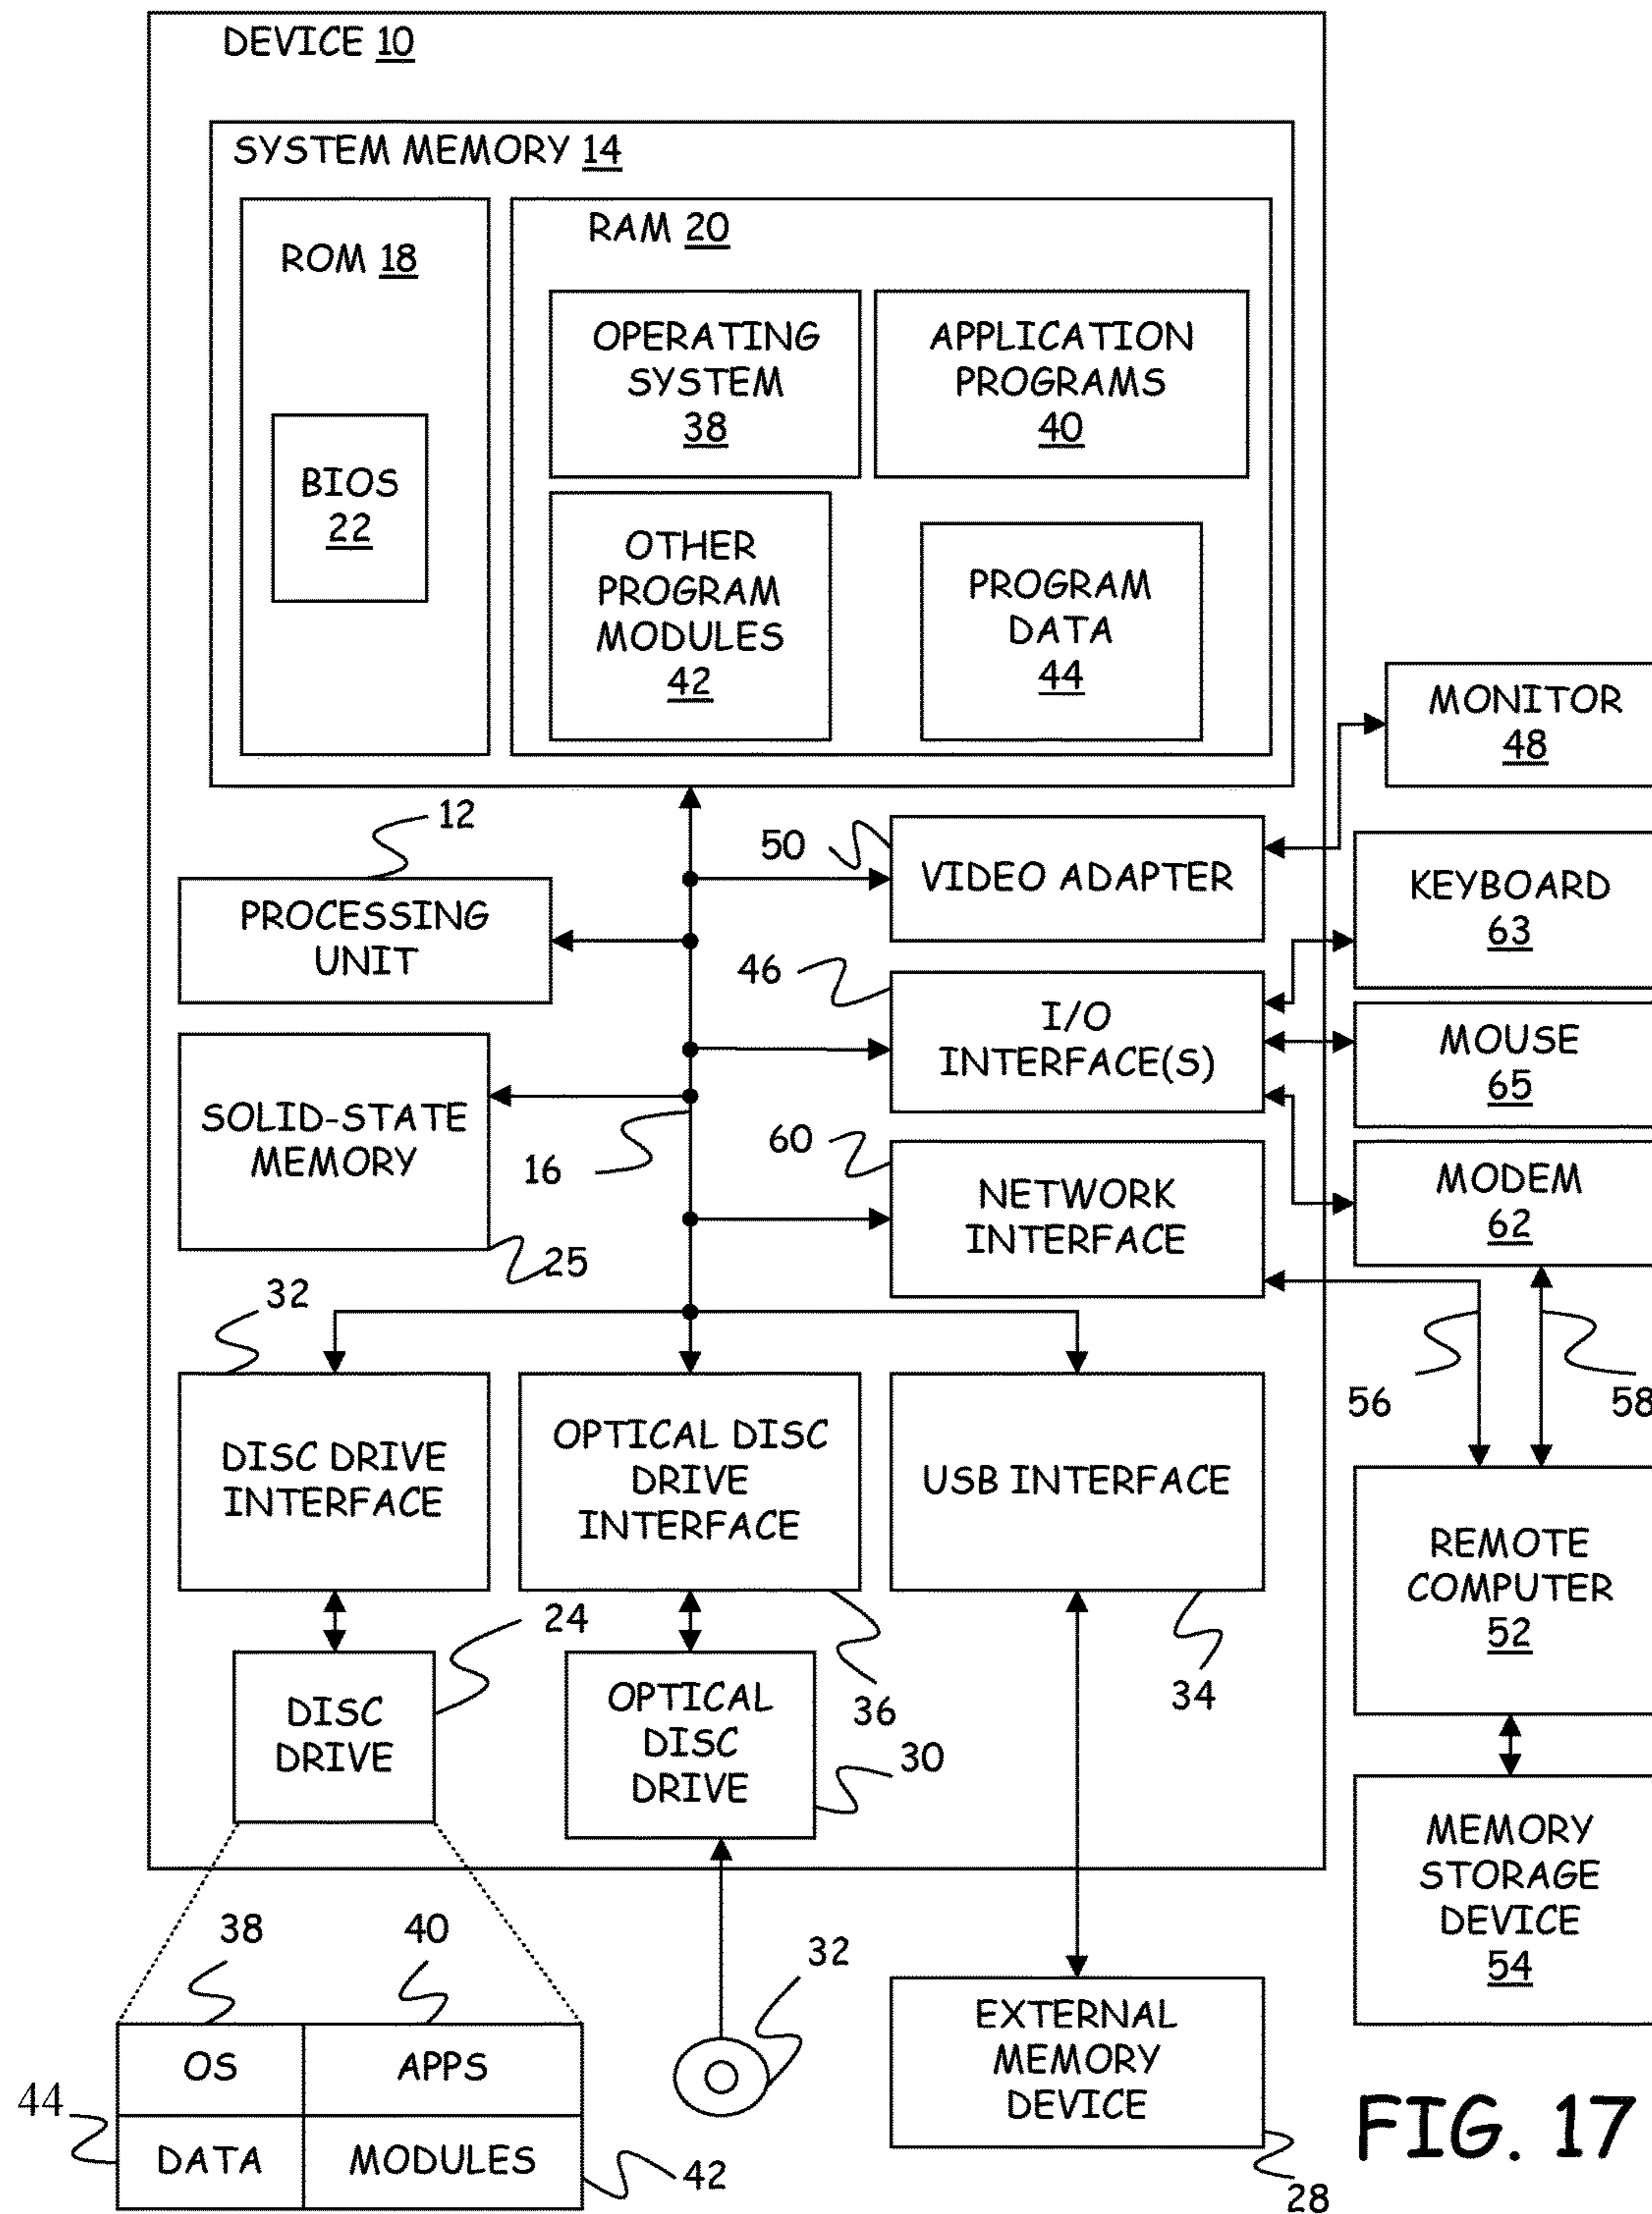 DEVICE 10
SYSTEM MEMORY 14
ROM 18
BIOS
22
RAM 20
OPERATING
SYSTEM
38
APPLICATION
PROGRAMS
40
OTHER
PROGRAM
MODULES
42
PROGRAM
DATA
44
MONITOR
48
12
PROCESSING
UNIT
50
VIDEO ADAPTER
KEYBOARD
63
46
I/O
INTERFACE(S)
MOUSE
65
SOLID-STATE
MEMORY
25
16
60
NETWORK
INTERFACE
MODEM
62
56
58
32
DISC DRIVE
INTERFACE
OPTICAL DISC
DRIVE
INTERFACE
USB INTERFACE
REMOTE
COMPUTER
52
24
36
34
DISC
DRIVE
OPTICAL
DISC
DRIVE
30
MEMORY
STORAGE
DEVICE
54
38
40
OS
APPS
44
DATA
MODULES
42
32
EXTERNAL
MEMORY
DEVICE
28
FIG. 17